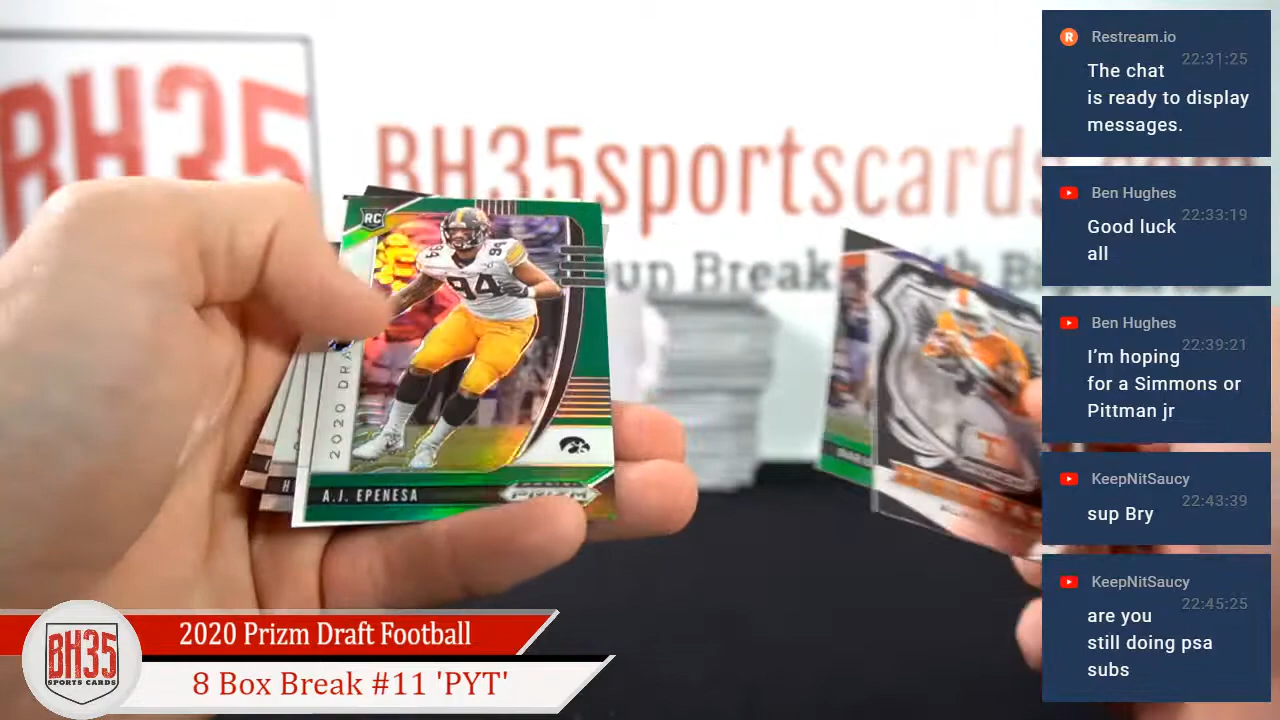 BH35
BH35sportscards
RC
94
94
94
2020 DRA
H
A.J. EPENESA
PRIZM
T
2020 Prizm Draft Football
8 Box Break #11 'PYT'
BH35
SPORTS CARDS
Restream.io
22:31:25
The chat
is ready to display
messages.
Ben Hughes
22:33:19
Good luck
all
Ben Hughes
22:39:21
I'm hoping
for a Simmons or
Pittman jr
KeepNitSaucy
22:43:39
sup Bry
KeepNitSaucy
22:45:25
are you
still doing psa
subs